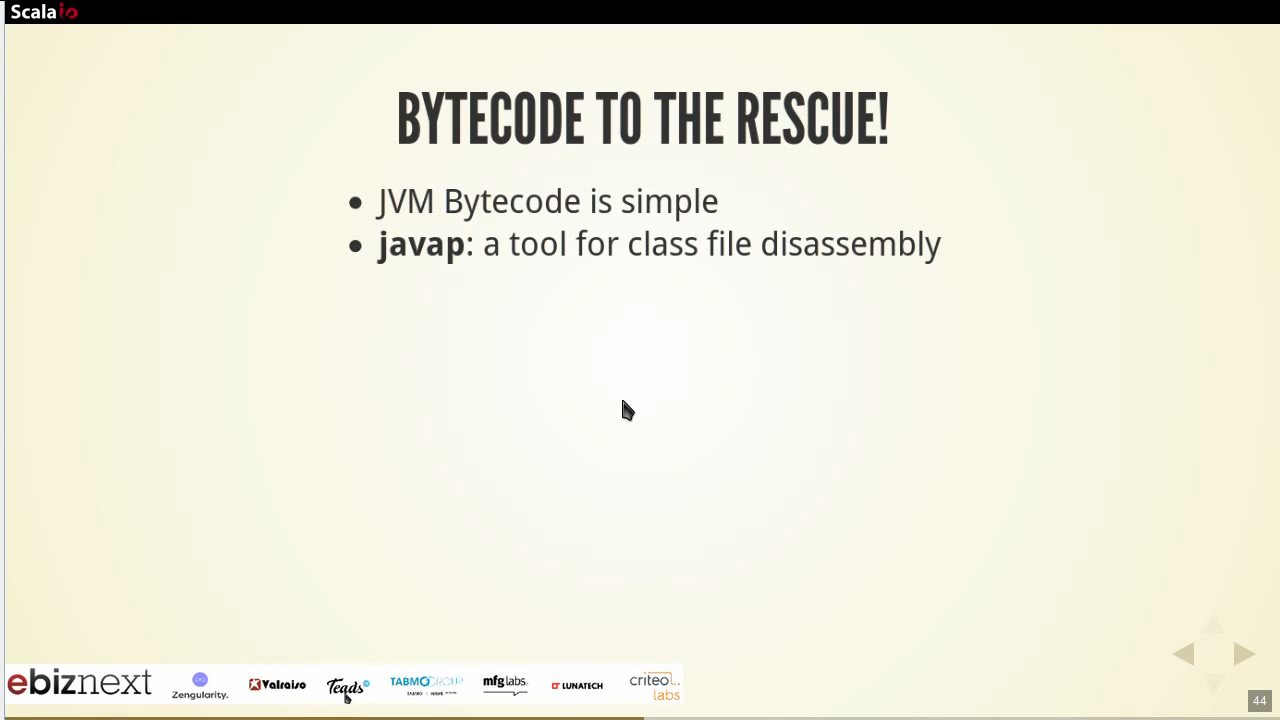 Scalaio
BYTECODE TO THE RESCUE!
JVM Bytecode is simple
javap: a tool for class file disassembly
ebiznext
Zengularity.
Valraiso
Teads
TABMO GROUP
mfg labs.
LUNATECH
criteo.
labs
44